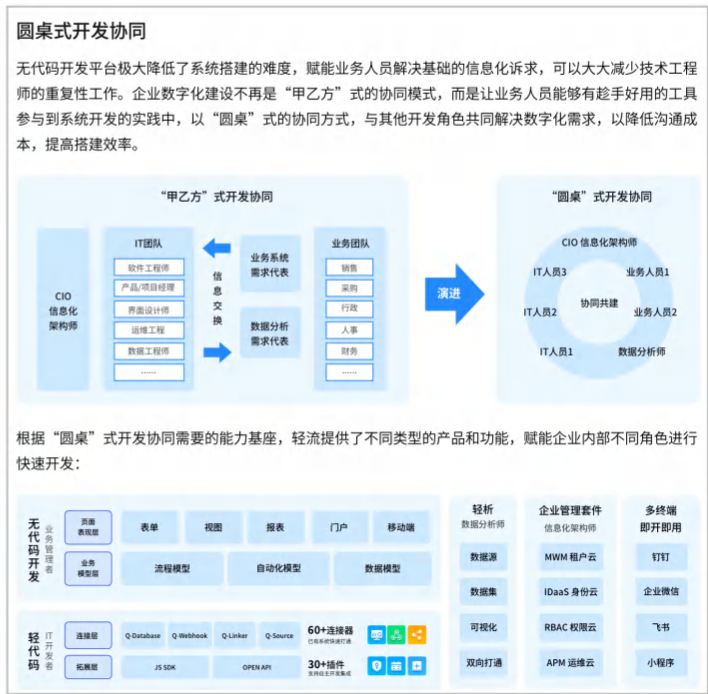 圆桌式开发协同
无代码开发平台极大降低了系统搭建的难度，赋能业务人员解决基础的信息化诉求，可以大大减少技术工程
师的重复性工作。企业数字化建设不再是“甲乙方”式的协同模式，而是让业务人员能够有趁手好用的工具
参与到系统开发的实践中，以“圆桌”式的协同方式，与其他开发角色共同解决数字化需求，以降低沟通成
本，提高搭建效率。
“甲乙方”式开发协同
CIO
信息化
架构师
IT团队
软件工程师
产品/项目经理
界面设计师
运维工程
数据工程师
......
信息交换
业务系统
需求代表
数据分析
需求代表
业务团队
销售
采购
行政
人事
财务
......
演进
“圆桌”式开发协同
CIO 信息化架构师
IT人员3
业务人员1
协同共建
IT人员2
业务人员2
IT人员1
数据分析师
根据“圆桌”式开发协同需要的能力基座，轻流提供了不同类型的产品和功能，赋能企业内部不同角色进行
快速开发：
无代码开发
业务管理者
页面
表现层
表单
视图
报表
门户
移动端
业务
模型层
流程模型
自动化模型
数据模型
轻代码
IT开发者
连接层
Q-Database
Q-Webhook
Q-Linker
Q-Source
60+连接器
已有系统快速打通
拓展层
JS SDK
OPEN API
30+插件
支持自主开发集成
轻析
数据分析师
数据源
数据集
可视化
双向打通
企业管理套件
信息化架构师
MWM 租户云
IDaaS 身份云
RBAC 权限云
APM 运维云
多终端
即开即用
钉钉
企业微信
飞书
小程序